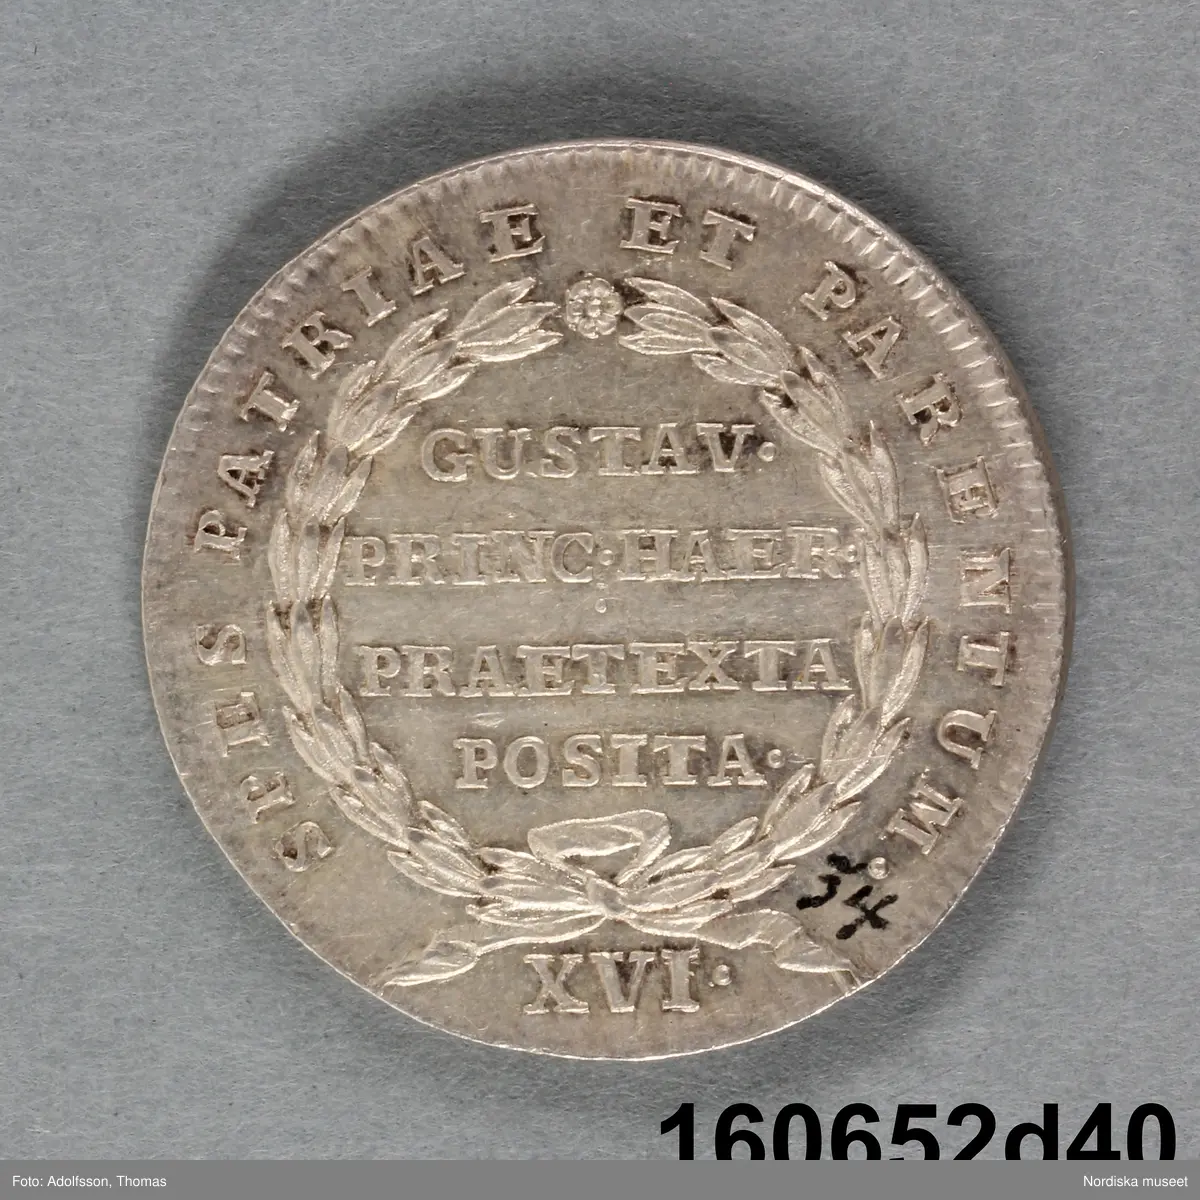 SPES PATRIAE ET PARENTUM.
GUSTAV.
PRINC. HAER.
PRAETEXTA
POSITA.
XVI.
34
160652d40
Foto: Adolfsson, Thomas
Nordiska museet